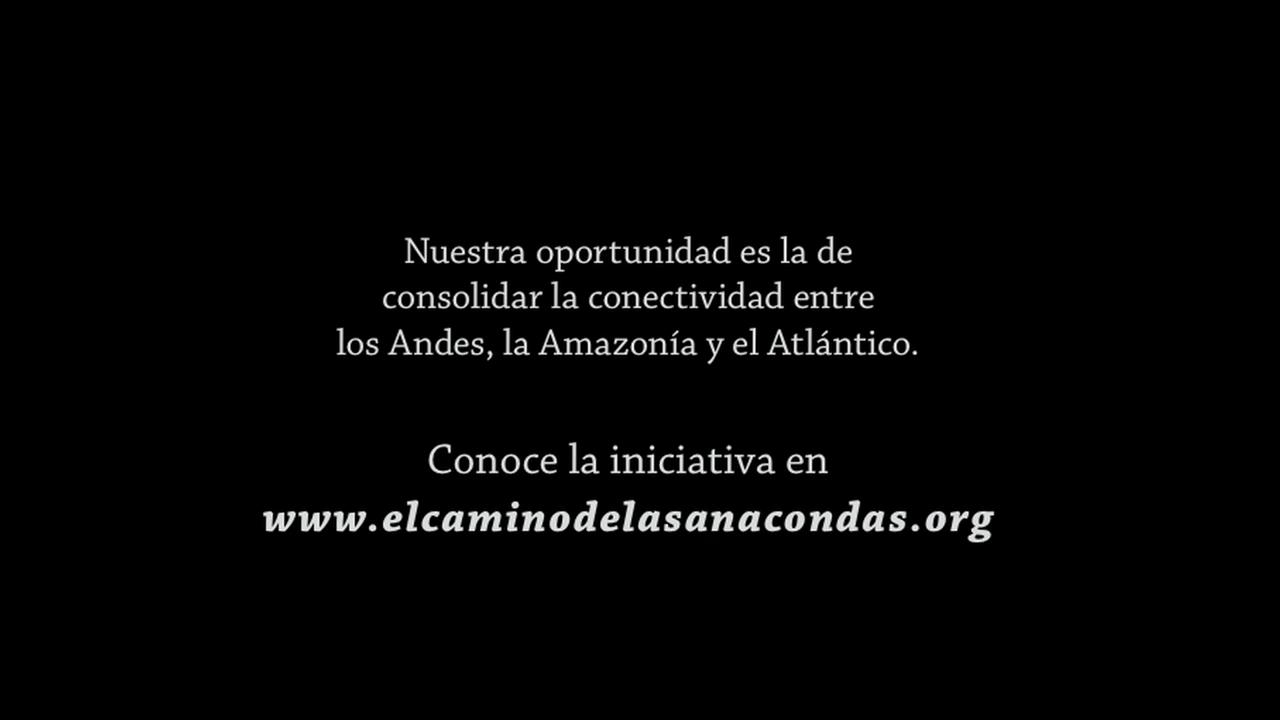 Nuestra oportunidad es la de
consolidar la conectividad entre
los Andes, la Amazonía y el Atlántico.
Conoce la iniciativa en
www.elcaminodelasanacondas.org